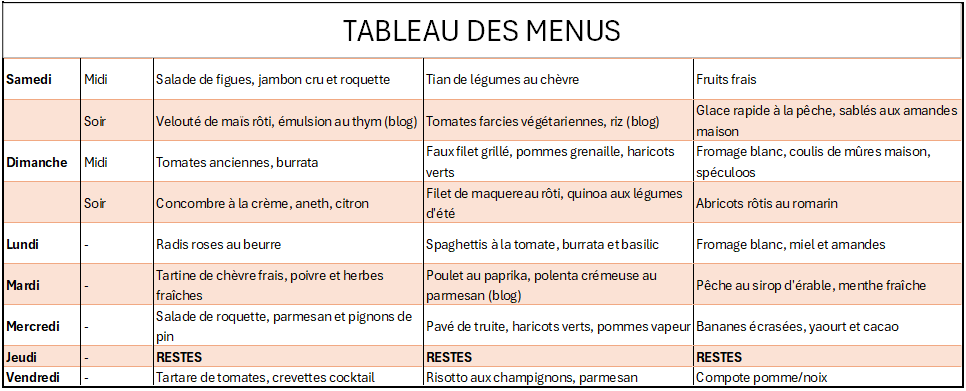 TABLEAU DES MENUS
Samedi Midi Salade de figues, jambon cru et roquette Tian de légumes au chèvre Fruits frais
Soir Velouté de maïs rôti, émulsion au thym (blog) Tomates farcies végétariennes, riz (blog) Glace rapide à la pêche, sablés aux amandes
maison
Dimanche Midi Tomates anciennes, burrata Faux filet grillé, pommes grenaille, haricots
verts Fromage blanc, coulis de mûres maison,
spéculoos
Soir Concombre à la crème, aneth, citron Filet de maquereau rôti, quinoa aux légumes
d'été Abricots rôtis au romarin
Lundi - Radis roses au beurre Spaghettis à la tomate, burrata et basilic Fromage blanc, miel et amandes
Mardi - Tartine de chèvre frais, poivre et herbes
fraîches Poulet au paprika, polenta crémeuse au
parmesan (blog) Pêche au sirop d'érable, menthe fraîche
Mercredi - Salade de roquette, parmesan et pignons de
pin Pavé de truite, haricots verts, pommes vapeur Bananes écrasées, yaourt et cacao
Jeudi - RESTES RESTES RESTES
Vendredi - Tartare de tomates, crevettes cocktail Risotto aux champignons, parmesan Compote pomme/noix